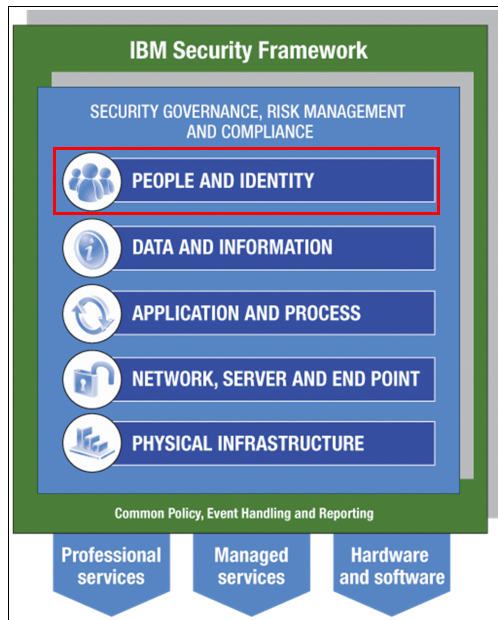 IBM Security Framework
SECURITY GOVERNANCE, RISK MANAGEMENT
AND COMPLIANCE
PEOPLE AND IDENTITY
DATA AND INFORMATION
APPLICATION AND PROCESS
NETWORK, SERVER AND END POINT
PHYSICAL INFRASTRUCTURE
Common Policy, Event Handling and Reporting
Professional
services
Managed
services
Hardware
and software